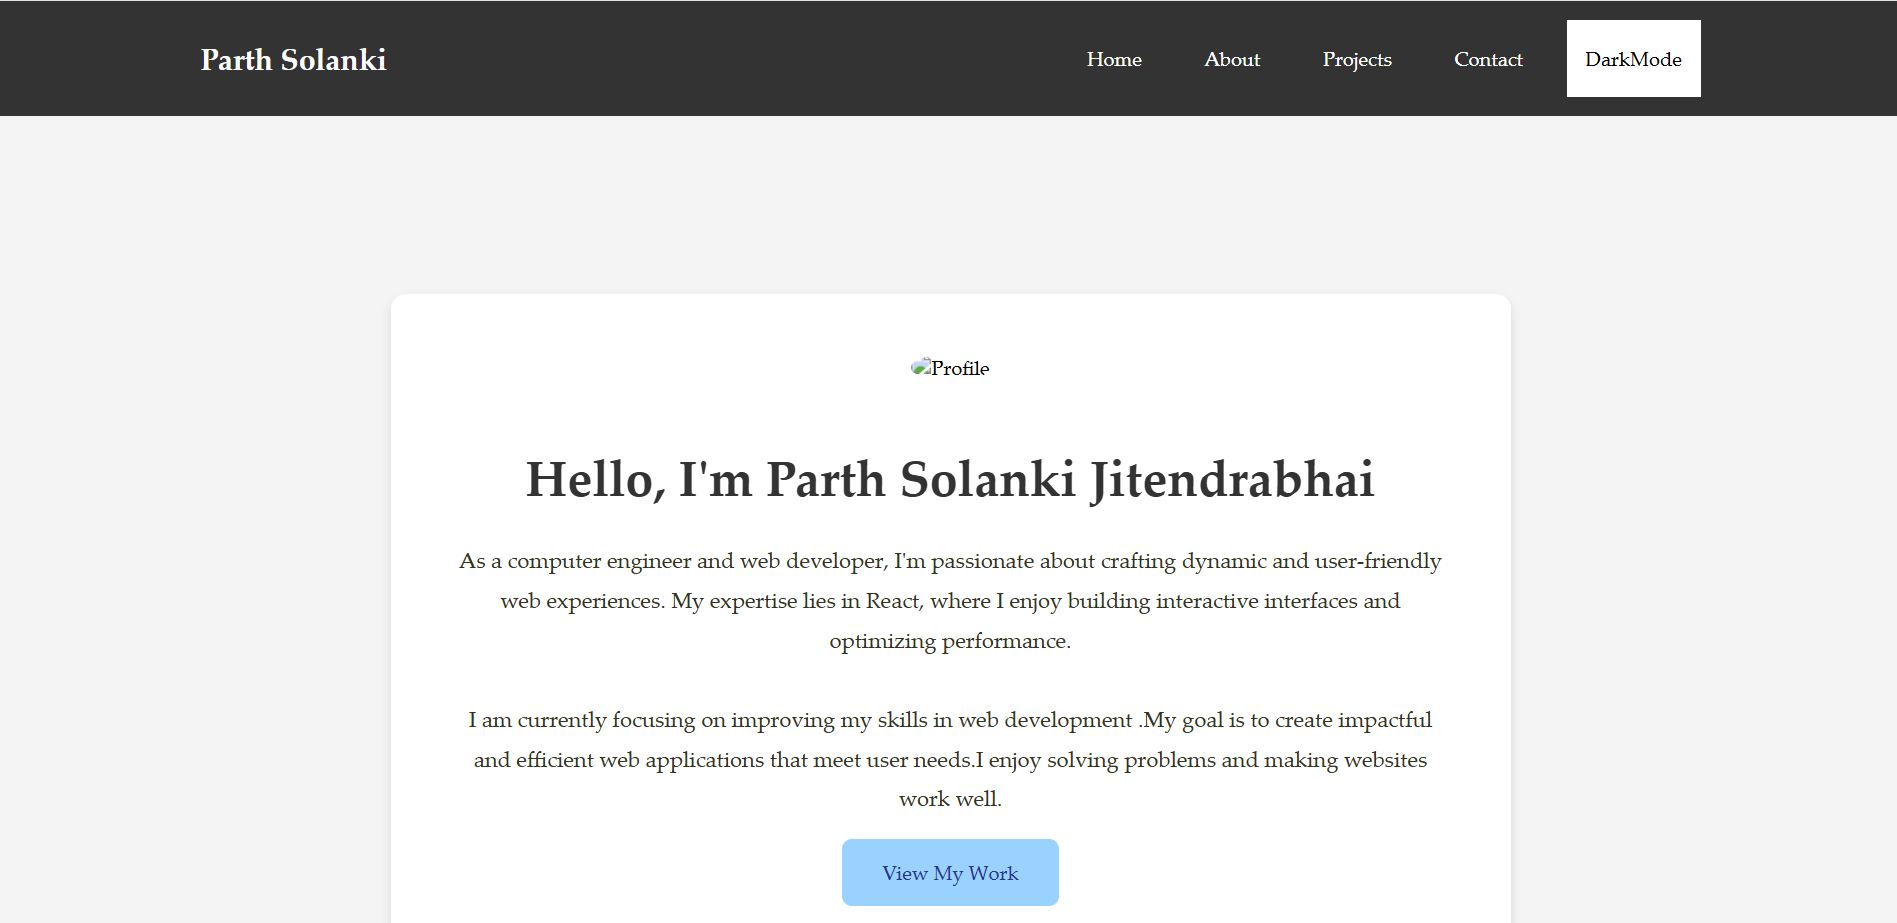 Parth Solanki
Home About Projects Contact DarkMode
Profile
Hello, I'm Parth Solanki Jitendrabhai
As a computer engineer and web developer, I'm passionate about crafting dynamic and user-friendly
web experiences. My expertise lies in React, where I enjoy building interactive interfaces and
optimizing performance.
I am currently focusing on improving my skills in web development .My goal is to create impactful
and efficient web applications that meet user needs.I enjoy solving problems and making websites
work well.
View My Work